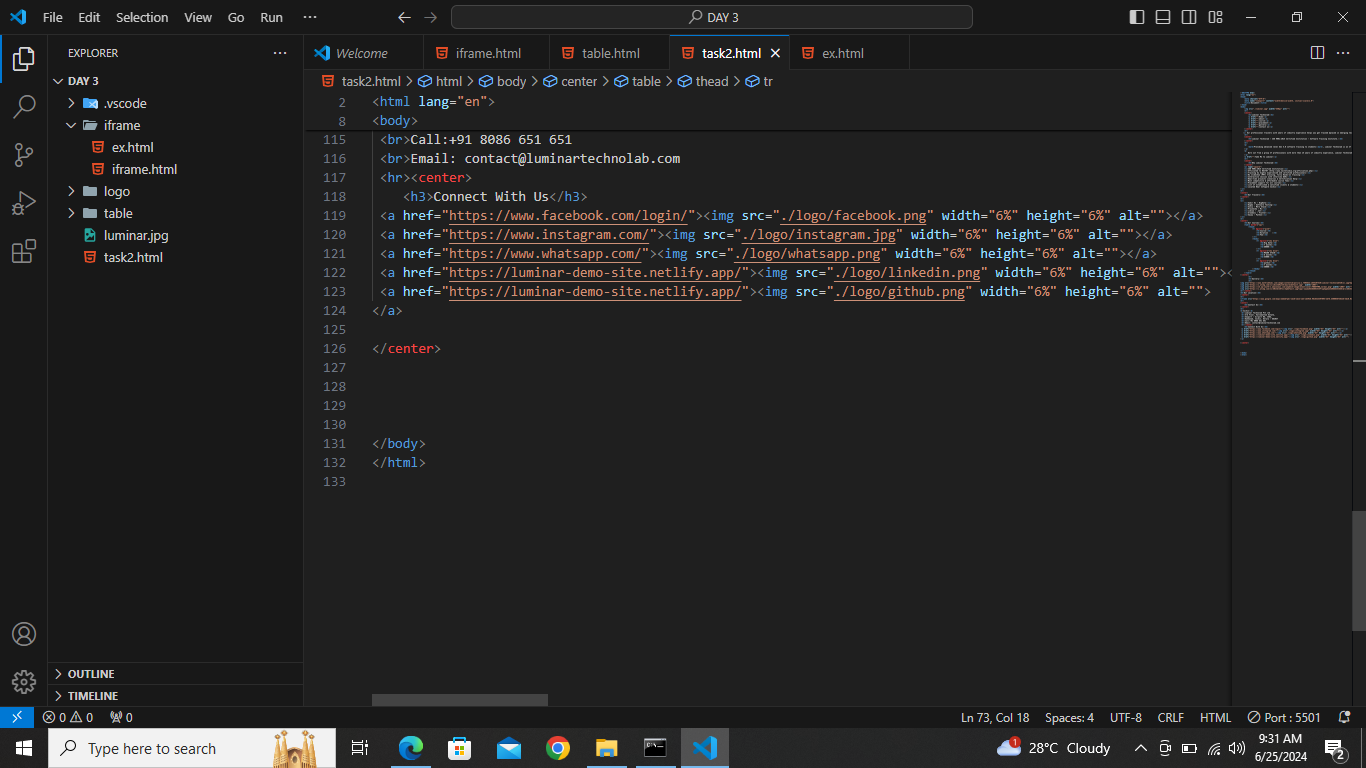 File Edit Selection View Go Run ··· DAY 3
EXPLORER ···
DAY 3
.vscode
iframe
ex.html
iframe.html
logo
table
luminar.jpg
task2.html
OUTLINE
TIMELINE
Welcome iframe.html table.html task2.html ex.html
task2.html > html > body > center > table > thead > tr
2 <html lang="en">
8 <body>
115 <br>Call:+91 8086 651 651
116 <br>Email: contact@luminartechnolab.com
117 <hr><center>
118 <h3>Connect With Us</h3>
119 <a href="https://www.facebook.com/login/"><img src="./logo/facebook.png" width="6%" height="6%" alt=""></a>
120 <a href="https://www.instagram.com/"><img src="./logo/instagram.jpg" width="6%" height="6%" alt=""></a>
121 <a href="https://www.whatsapp.com/"><img src="./logo/whatsapp.png" width="6%" height="6%" alt=""></a>
122 <a href="https://luminar-demo-site.netlify.app/"><img src="./logo/linkedin.png" width="6%" height="6%" alt=""><
123 <a href="https://luminar-demo-site.netlify.app/"><img src="./logo/github.png" width="6%" height="6%" alt="">
124 </a>
125
126 </center>
127
128
129
130
131 </body>
132 </html>
133
0 0 0 Ln 73, Col 18 Spaces: 4 UTF-8 CRLF HTML Port : 5501
Type here to search 1 28°C Cloudy 9:31 AM
6/25/2024 2